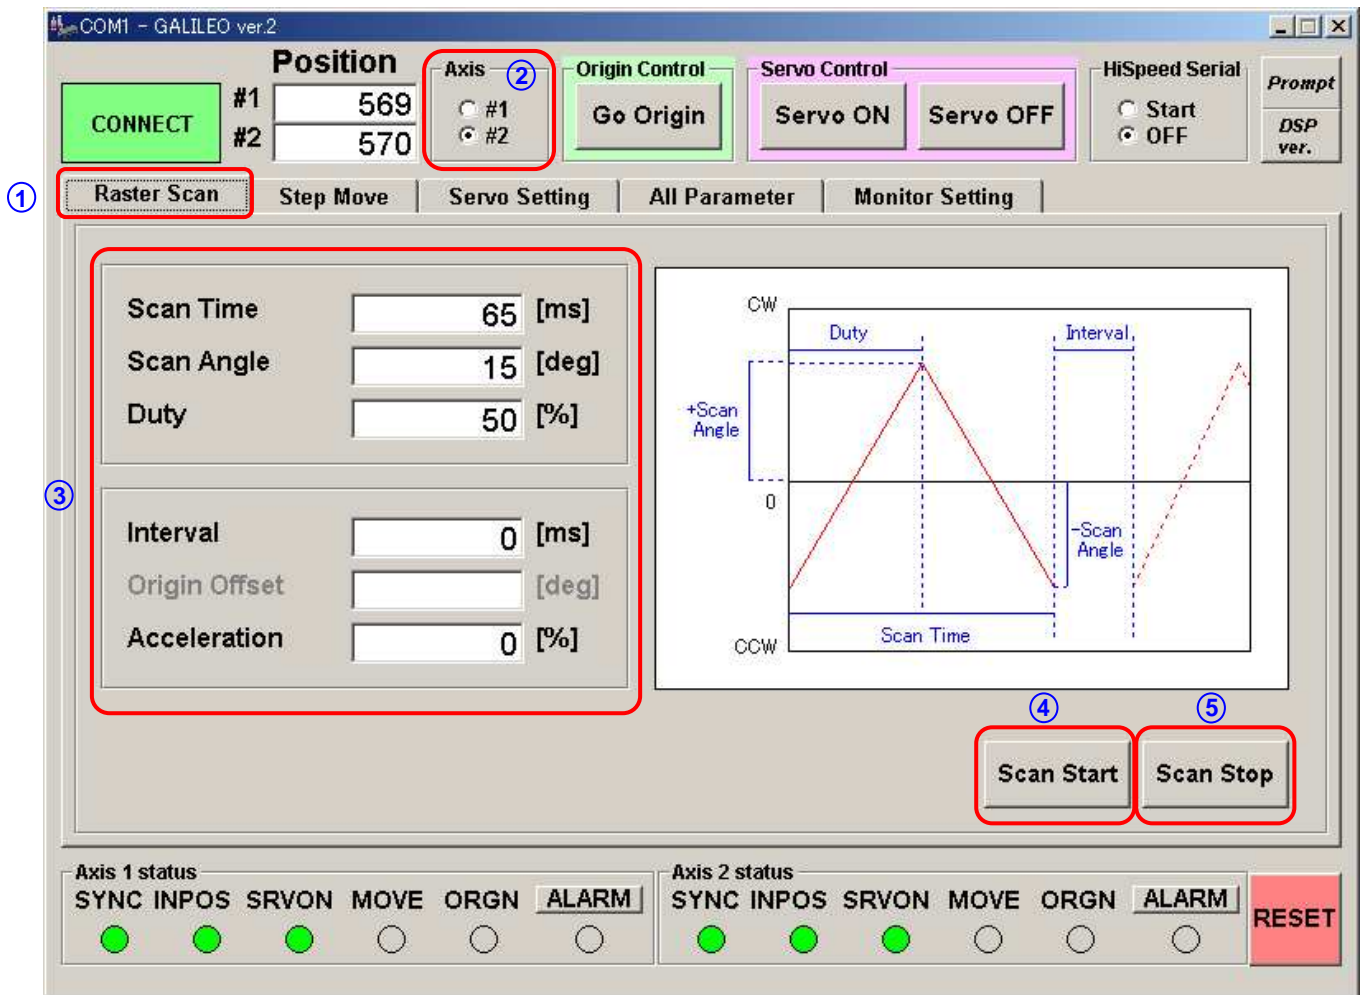 COM1 - GALILEO ver.2
Position
Axis
②
Origin Control
Servo Control
HiSpeed Serial
Prompt
CONNECT
#1
569
#1
Go Origin
Servo ON
Servo OFF
Start
#2
570
#2
OFF
DSP
ver.
①
Raster Scan
Step Move
Servo Setting
All Parameter
Monitor Setting
Scan Time
65
[ms]
Scan Angle
15
[deg]
Duty
50
[%]
③
Interval
0
[ms]
Origin Offset
[deg]
Acceleration
0
[%]
CW
Duty
Interval
+Scan
Angle
0
-Scan
Angle
Scan Time
CCW
④
⑤
Scan Start
Scan Stop
Axis 1 status
SYNC INPOS SRVON MOVE ORGN ALARM
Axis 2 status
SYNC INPOS SRVON MOVE ORGN ALARM
RESET